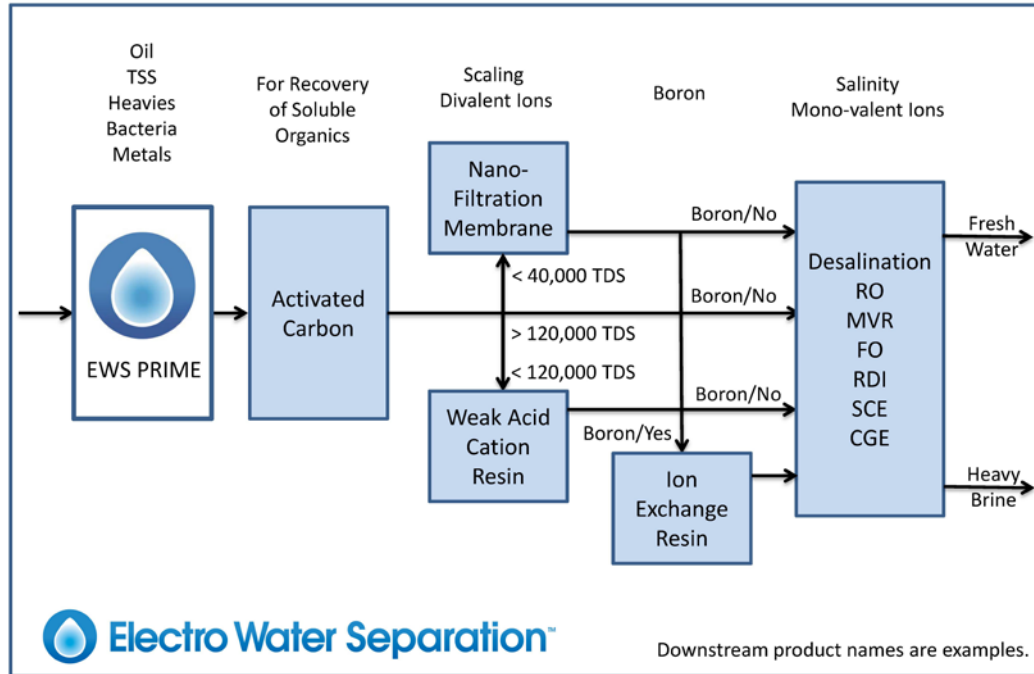 Oil
TSS
Heavies
Bacteria
Metals
For Recovery
of Soluble
Organics
Scaling
Divalent Ions
Boron
Salinity
Mono-valent Ions
EWS PRIME
Activated
Carbon
Nano-
Filtration
Membrane
< 40,000 TDS
> 120,000 TDS
< 120,000 TDS
Weak Acid
Cation
Resin
Boron/No
Boron/No
Boron/No
Boron/Yes
Ion
Exchange
Resin
Desalination
RO
MVR
FO
RDI
SCE
CGE
Fresh
Water
Heavy
Brine
Electro Water Separation™
Downstream product names are examples.